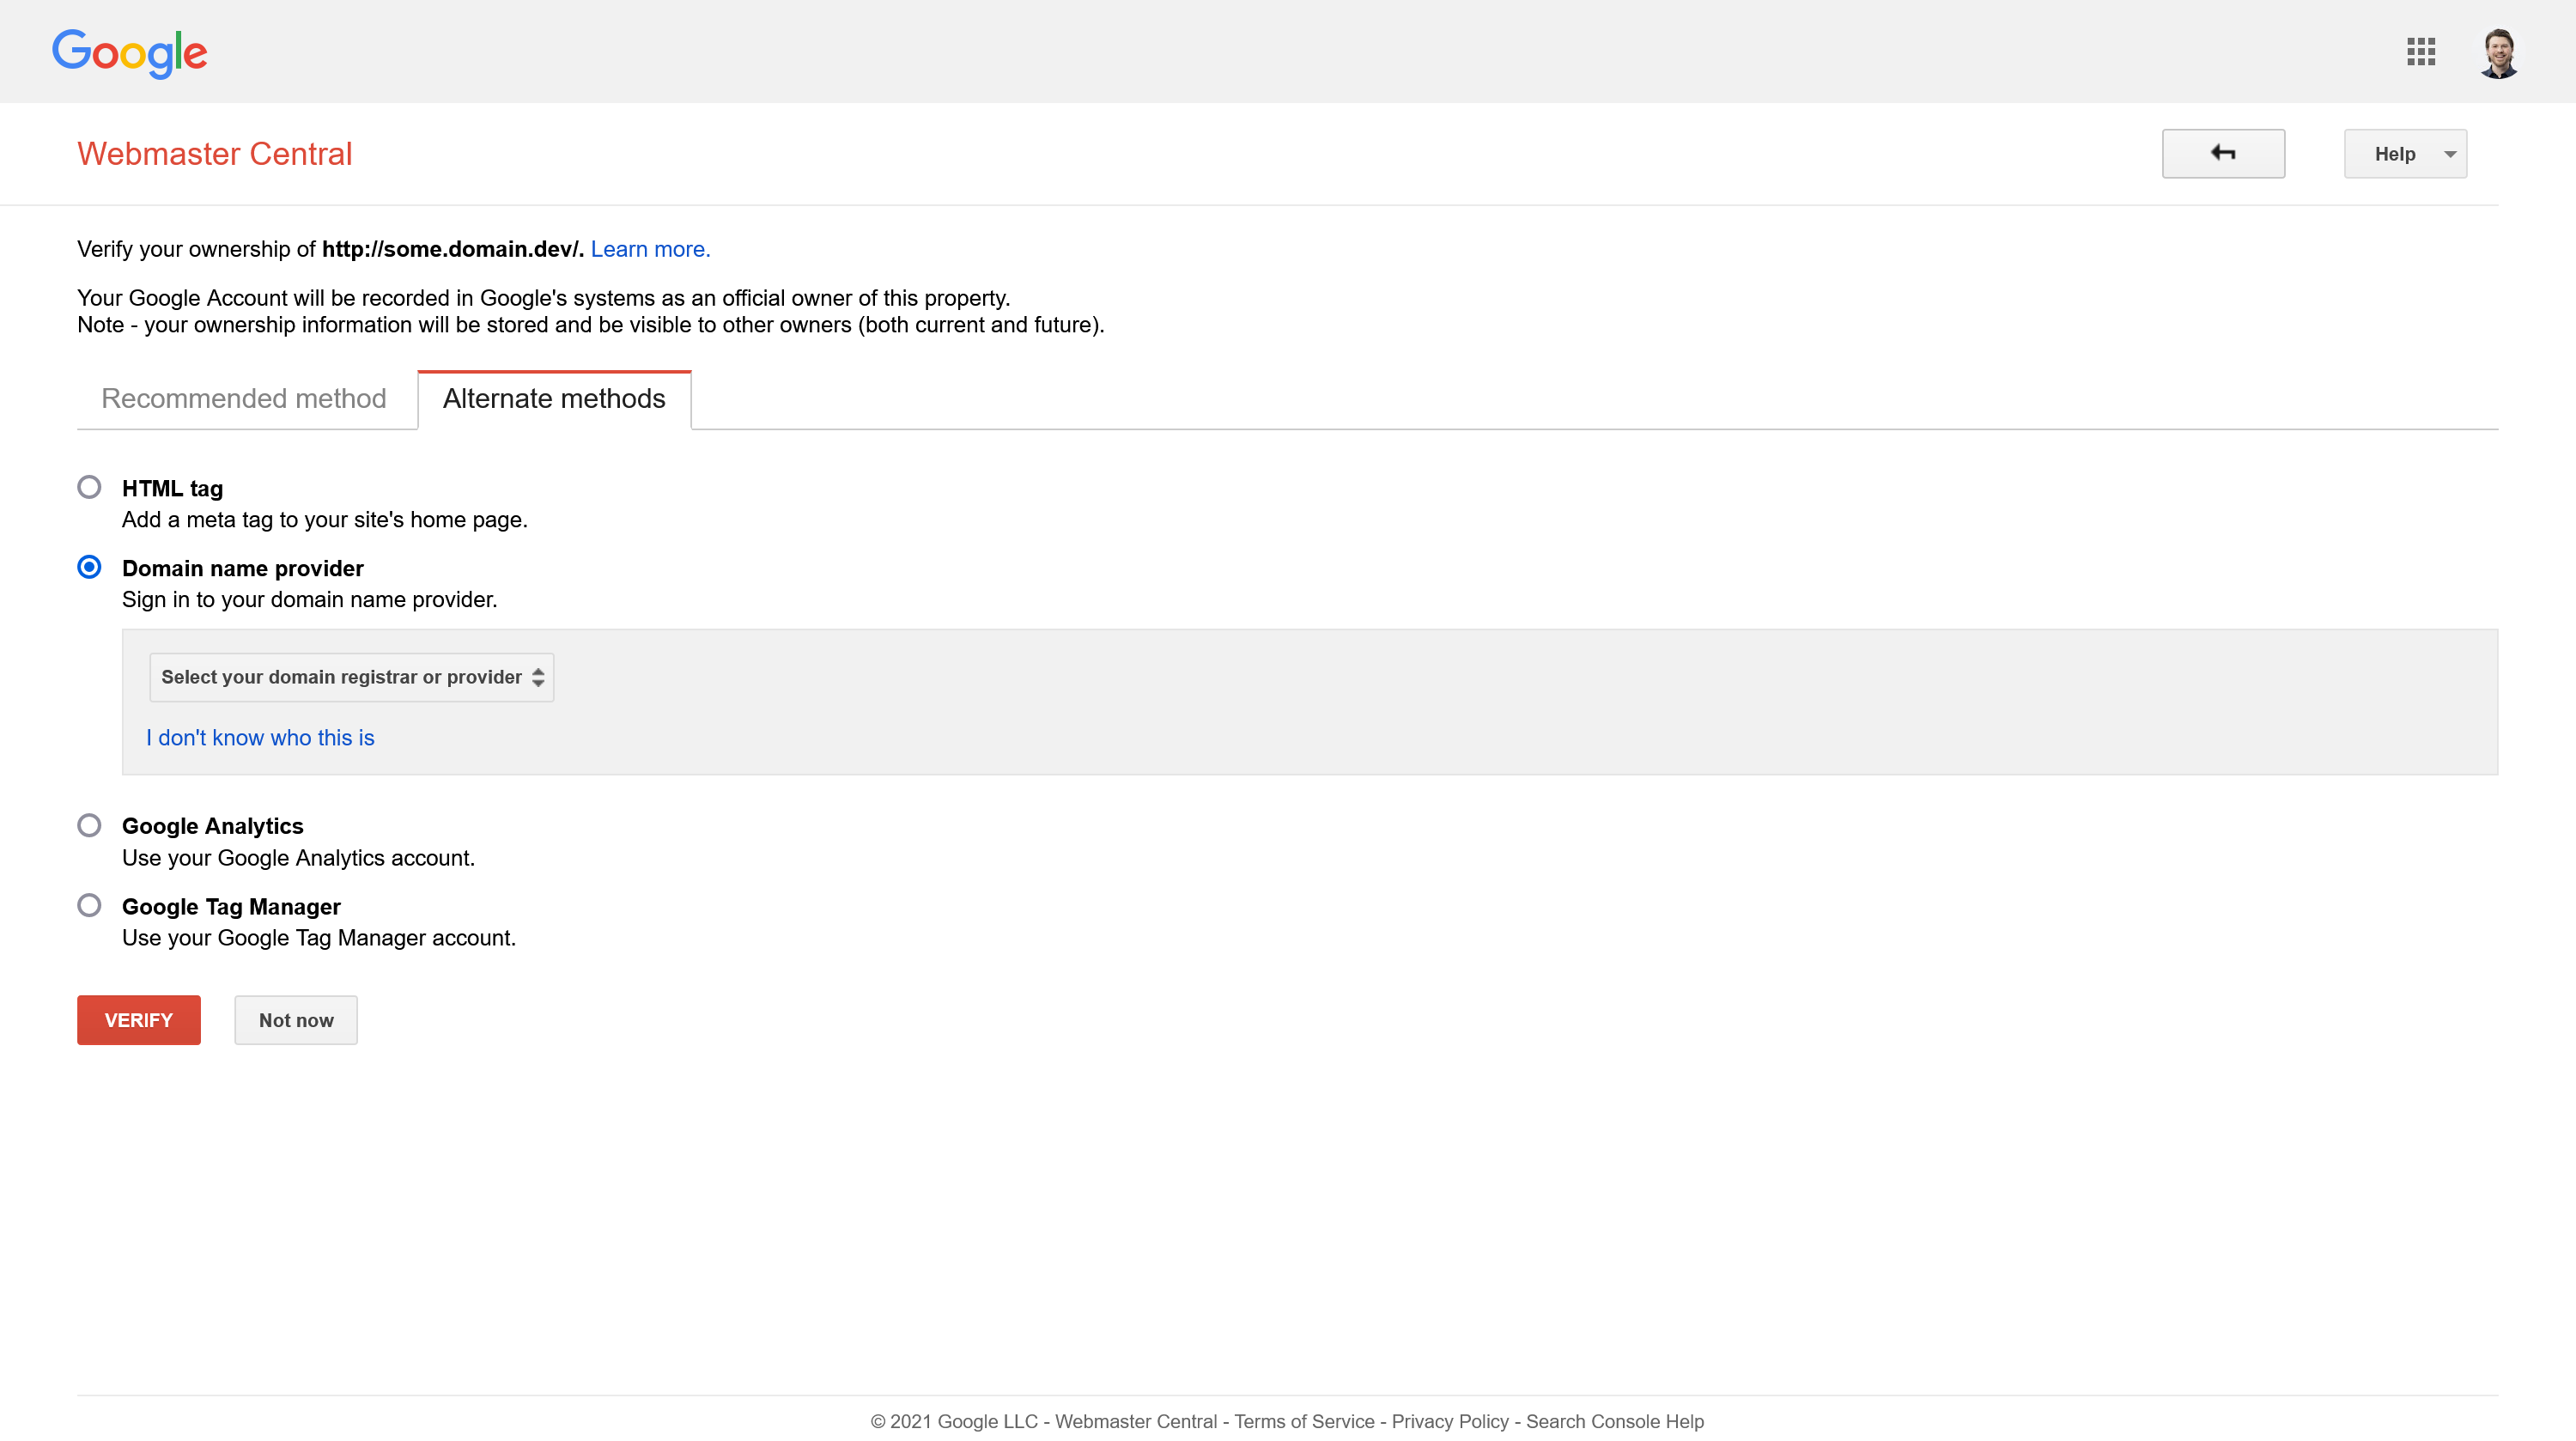 Google
Webmaster Central
Help
Verify your ownership of http://some.domain.dev/. Learn more.
Your Google Account will be recorded in Google's systems as an official owner of this property.
Note - your ownership information will be stored and be visible to other owners (both current and future).
Recommended method
Alternate methods
HTML tag
Add a meta tag to your site's home page.
Domain name provider
Sign in to your domain name provider.
Select your domain registrar or provider
I don't know who this is
Google Analytics
Use your Google Analytics account.
Google Tag Manager
Use your Google Tag Manager account.
VERIFY
Not now
© 2021 Google LLC - Webmaster Central - Terms of Service - Privacy Policy - Search Console Help